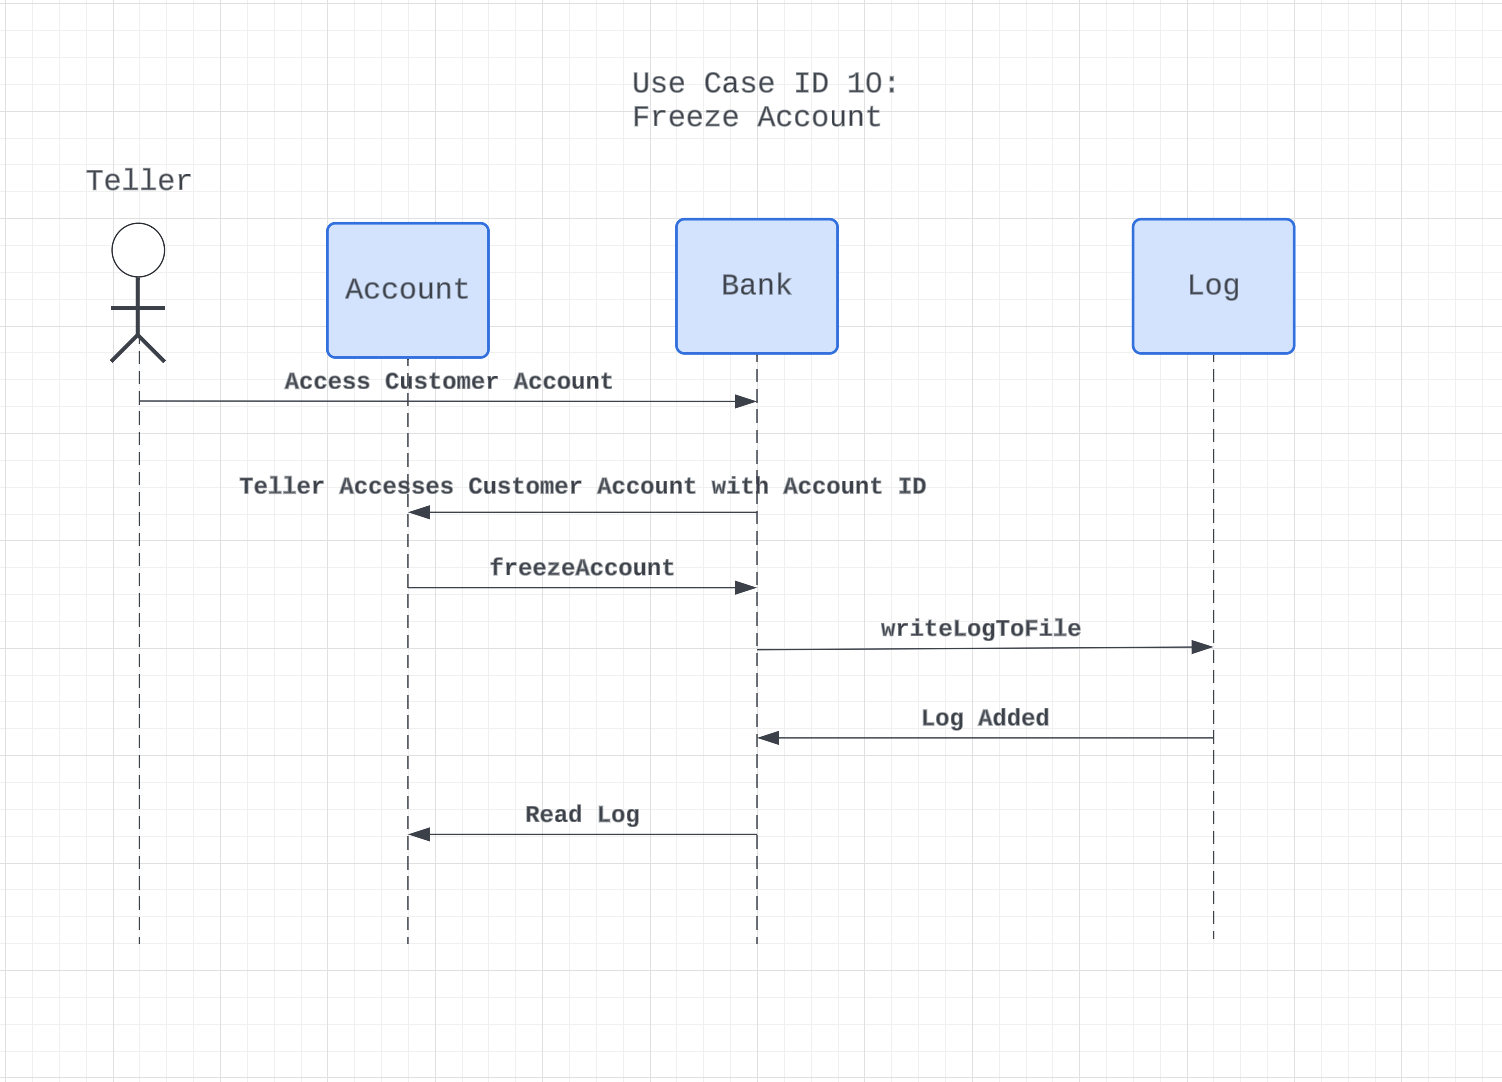 Use Case ID 10:
Freeze Account
Teller
Account
Bank
Log
Access Customer Account
Teller Accesses Customer Account with Account ID
freezeAccount
writeLogToFile
Log Added
Read Log